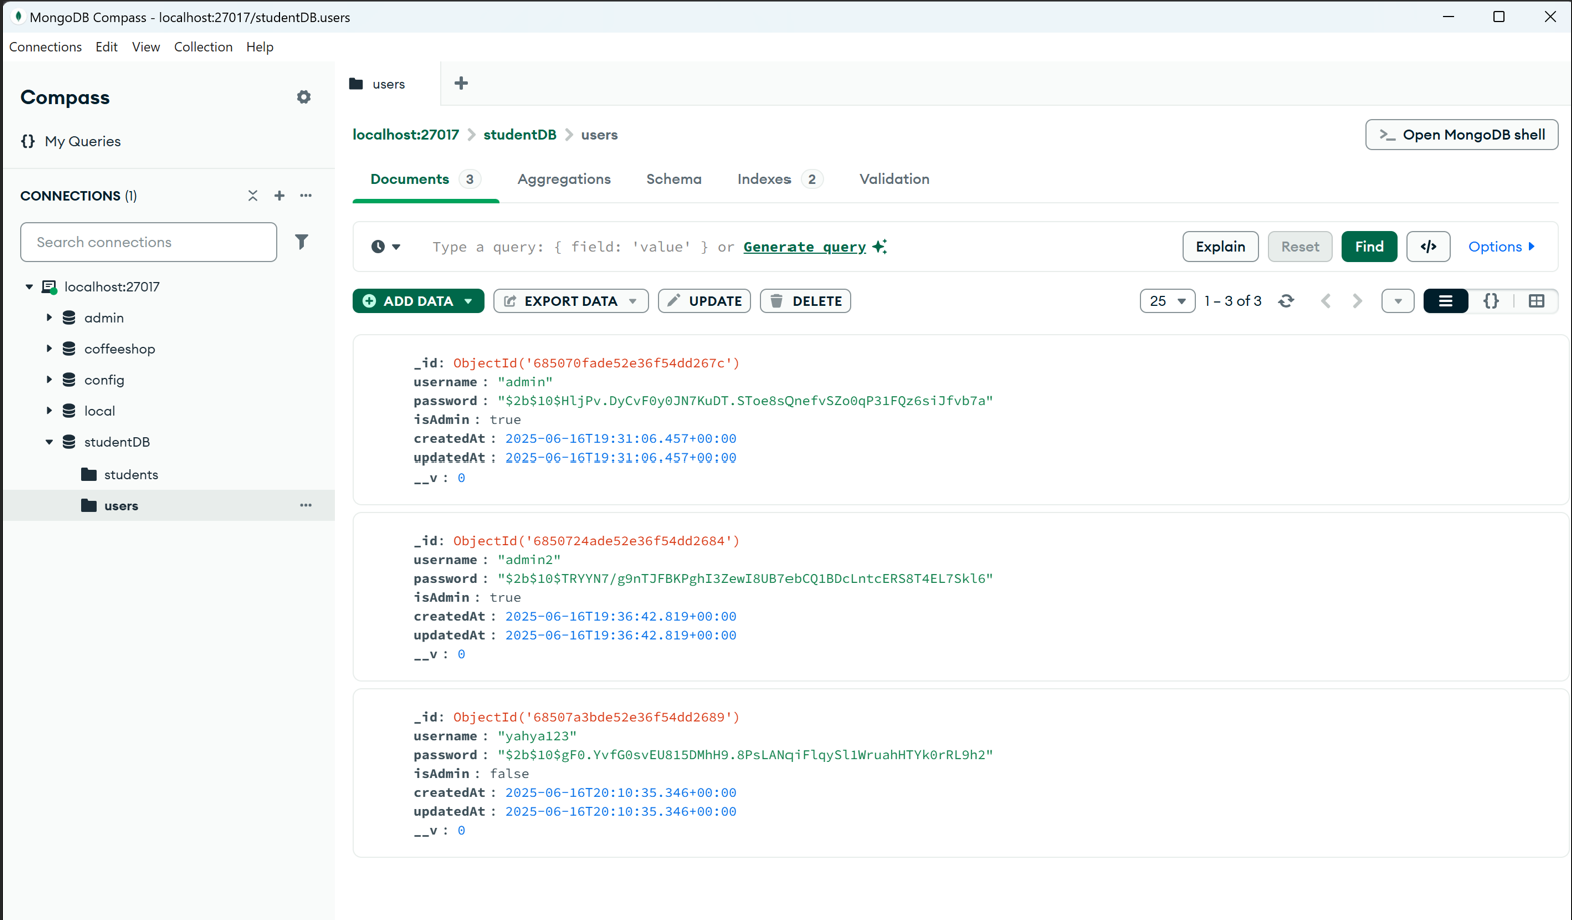 MongoDB Compass - localhost:27017/studentDB.users
Connections Edit View Collection Help
Compass
{} My Queries
CONNECTIONS (1)
Search connections
localhost:27017
admin
coffeeshop
config
local
studentDB
students
users
users
localhost:27017 > studentDB > users
>_ Open MongoDB shell
Documents 3 Aggregations Schema Indexes 2 Validation
Type a query: { field: 'value' } or Generate query
Explain Reset Find </> Options
ADD DATA EXPORT DATA UPDATE DELETE
25 1 – 3 of 3 {}
_id: ObjectId('685070fade52e36f54dd267c')
username : "admin"
password : "$2b$10$HljPv.DyCvF0y0JN7KuDT.SToe8sQnefvSZo0qP31FQz6siJfvb7a"
isAdmin : true
createdAt : 2025-06-16T19:31:06.457+00:00
updatedAt : 2025-06-16T19:31:06.457+00:00
__v : 0
_id: ObjectId('6850724ade52e36f54dd2684')
username : "admin2"
password : "$2b$10$TRYYN7/g9nTJFBKPghI3ZewI8UB7ebCQ1BDcLntcERS8T4EL7Skl6"
isAdmin : true
createdAt : 2025-06-16T19:36:42.819+00:00
updatedAt : 2025-06-16T19:36:42.819+00:00
__v : 0
_id: ObjectId('68507a3bde52e36f54dd2689')
username : "yahya123"
password : "$2b$10$gF0.YvfG0svEU815DMhH9.8PsLANqiFlqySl1WruahHTYk0rRL9h2"
isAdmin : false
createdAt : 2025-06-16T20:10:35.346+00:00
updatedAt : 2025-06-16T20:10:35.346+00:00
__v : 0